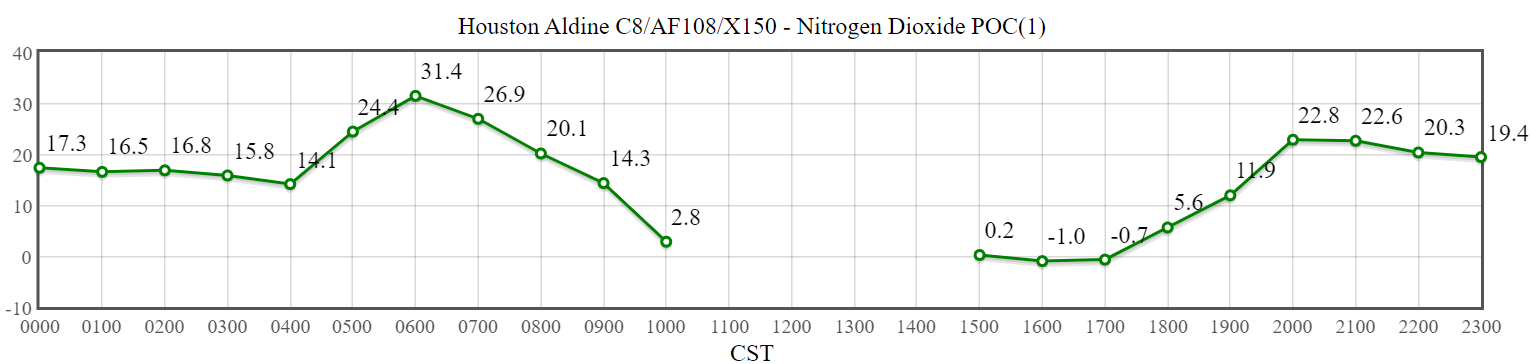 Houston Aldine C8/AF108/X150 - Nitrogen Dioxide POC(1)
40
30
20
10
0
-10
17.3 16.5 16.8 15.8 14.1 24.4 31.4 26.9 20.1 14.3 2.8 0.2 -1.0 -0.7 5.6 11.9 22.8 22.6 20.3 19.4
0000 0100 0200 0300 0400 0500 0600 0700 0800 0900 1000 1100 1200 1300 1400 1500 1600 1700 1800 1900 2000 2100 2200 2300
CST